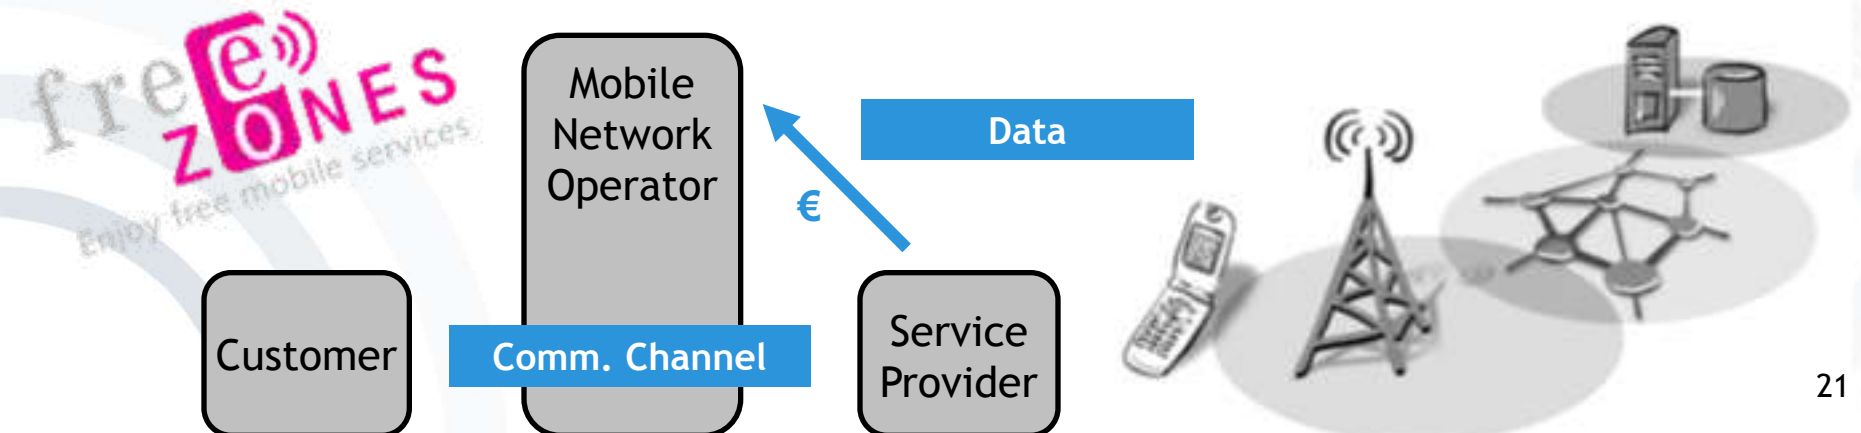 free
ZONES
Enjoy free mobile services
Mobile
Network
Operator
Data
€
Customer
Comm. Channel
Service
Provider
21